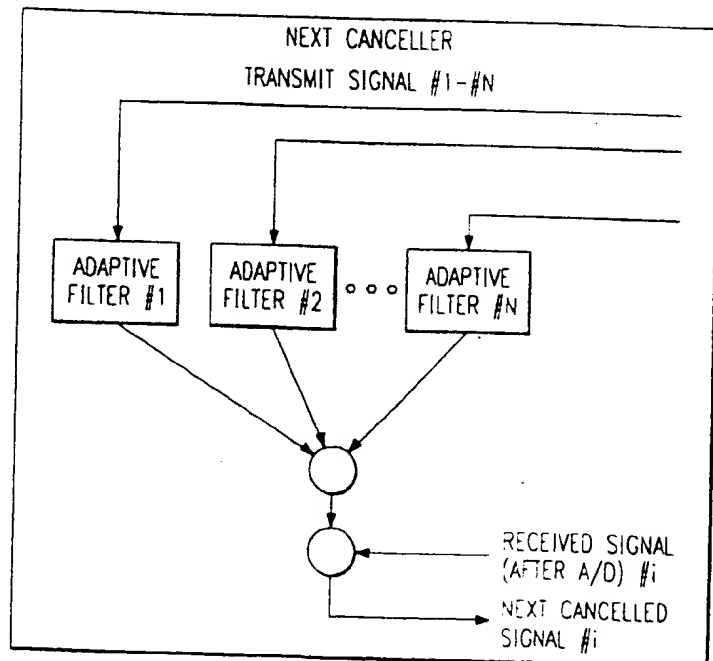 NEXT CANCELLER
TRANSMIT SIGNAL #1-#N
ADAPTIVE
FILTER #1
ADAPTIVE
FILTER #2
ADAPTIVE
FILTER #N
RECEIVED SIGNAL
(AFTER A/D) #i
NEXT CANCELLED
SIGNAL #i